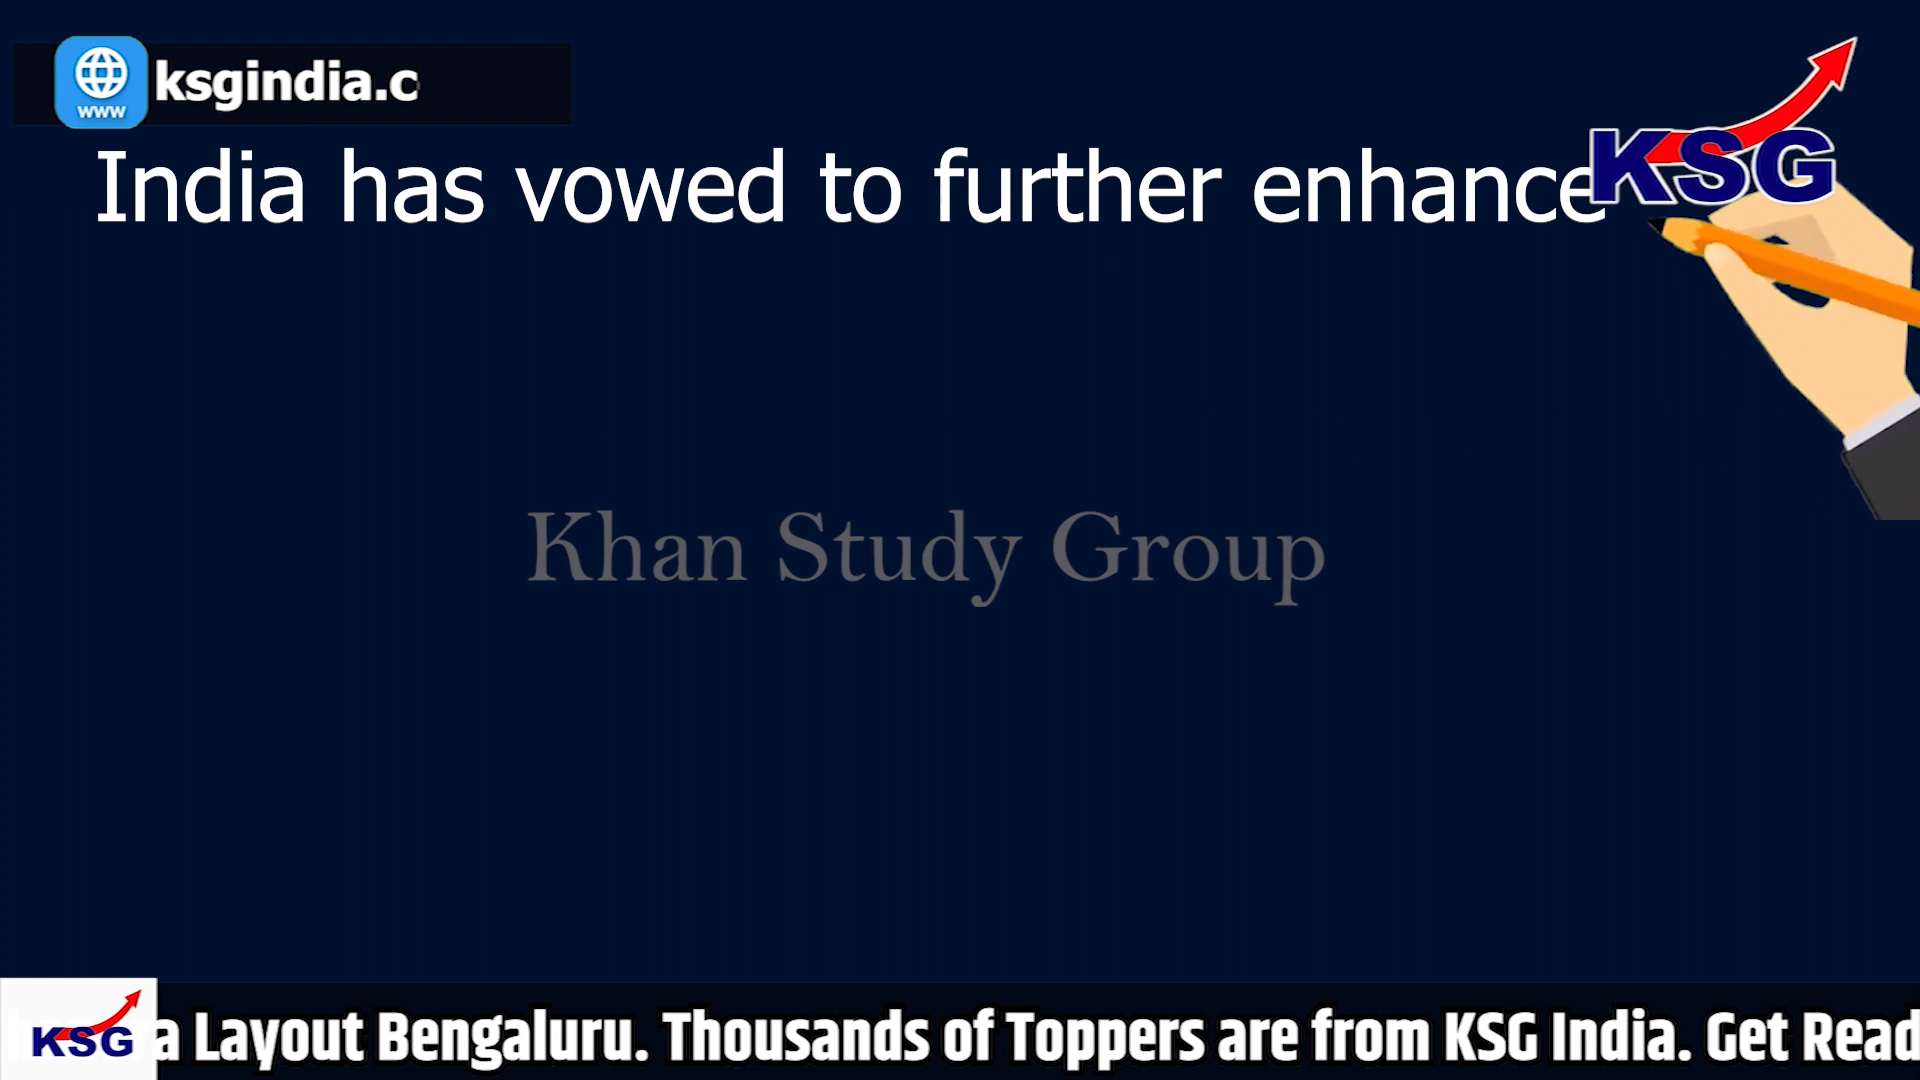 www
ksgindia.c
KSG
India has vowed to further enhance
Khan Study Group
KSG
a Layout Bengaluru. Thousands of Toppers are from KSG India. Get Read